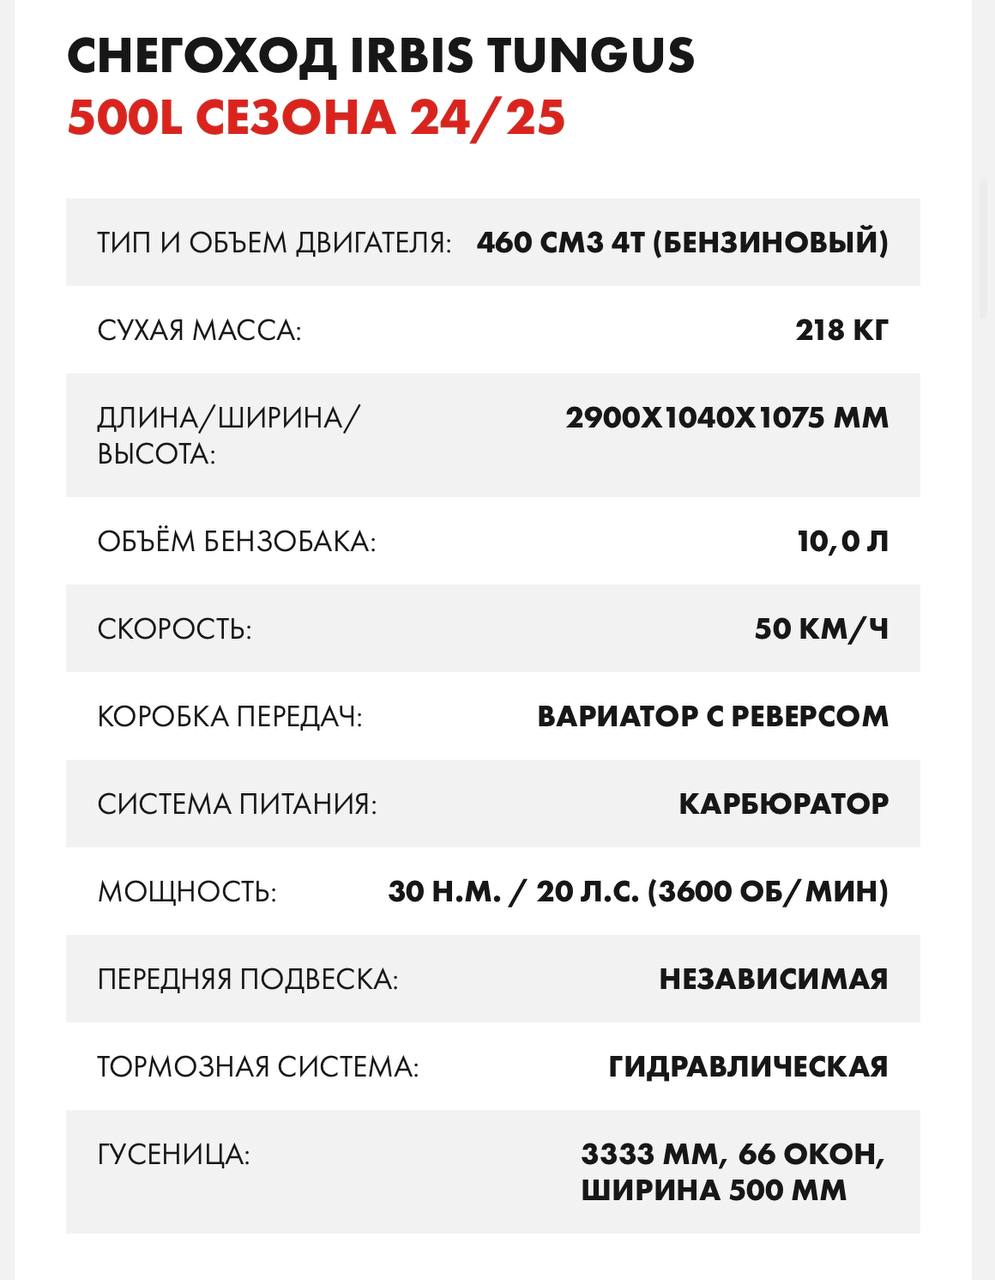 СНЕГОХОД IRBIS TUNGUS
500L СЕЗОНА 24/25
ТИП И ОБЪЕМ ДВИГАТЕЛЯ: 460 СМ3 4Т (БЕНЗИНОВЫЙ)
СУХАЯ МАССА: 218 КГ
ДЛИНА/ШИРИНА/ 2900Х1040Х1075 ММ
ВЫСОТА:
ОБЪЁМ БЕНЗОБАКА: 10,0 Л
СКОРОСТЬ: 50 КМ/Ч
КОРОБКА ПЕРЕДАЧ: ВАРИАТОР С РЕВЕРСОМ
СИСТЕМА ПИТАНИЯ: КАРБЮРАТОР
МОЩНОСТЬ: 30 Н.М. / 20 Л.С. (3600 ОБ/МИН)
ПЕРЕДНЯЯ ПОДВЕСКА: НЕЗАВИСИМАЯ
ТОРМОЗНАЯ СИСТЕМА: ГИДРАВЛИЧЕСКАЯ
ГУСЕНИЦА: 3333 ММ, 66 ОКОН,
ШИРИНА 500 ММ